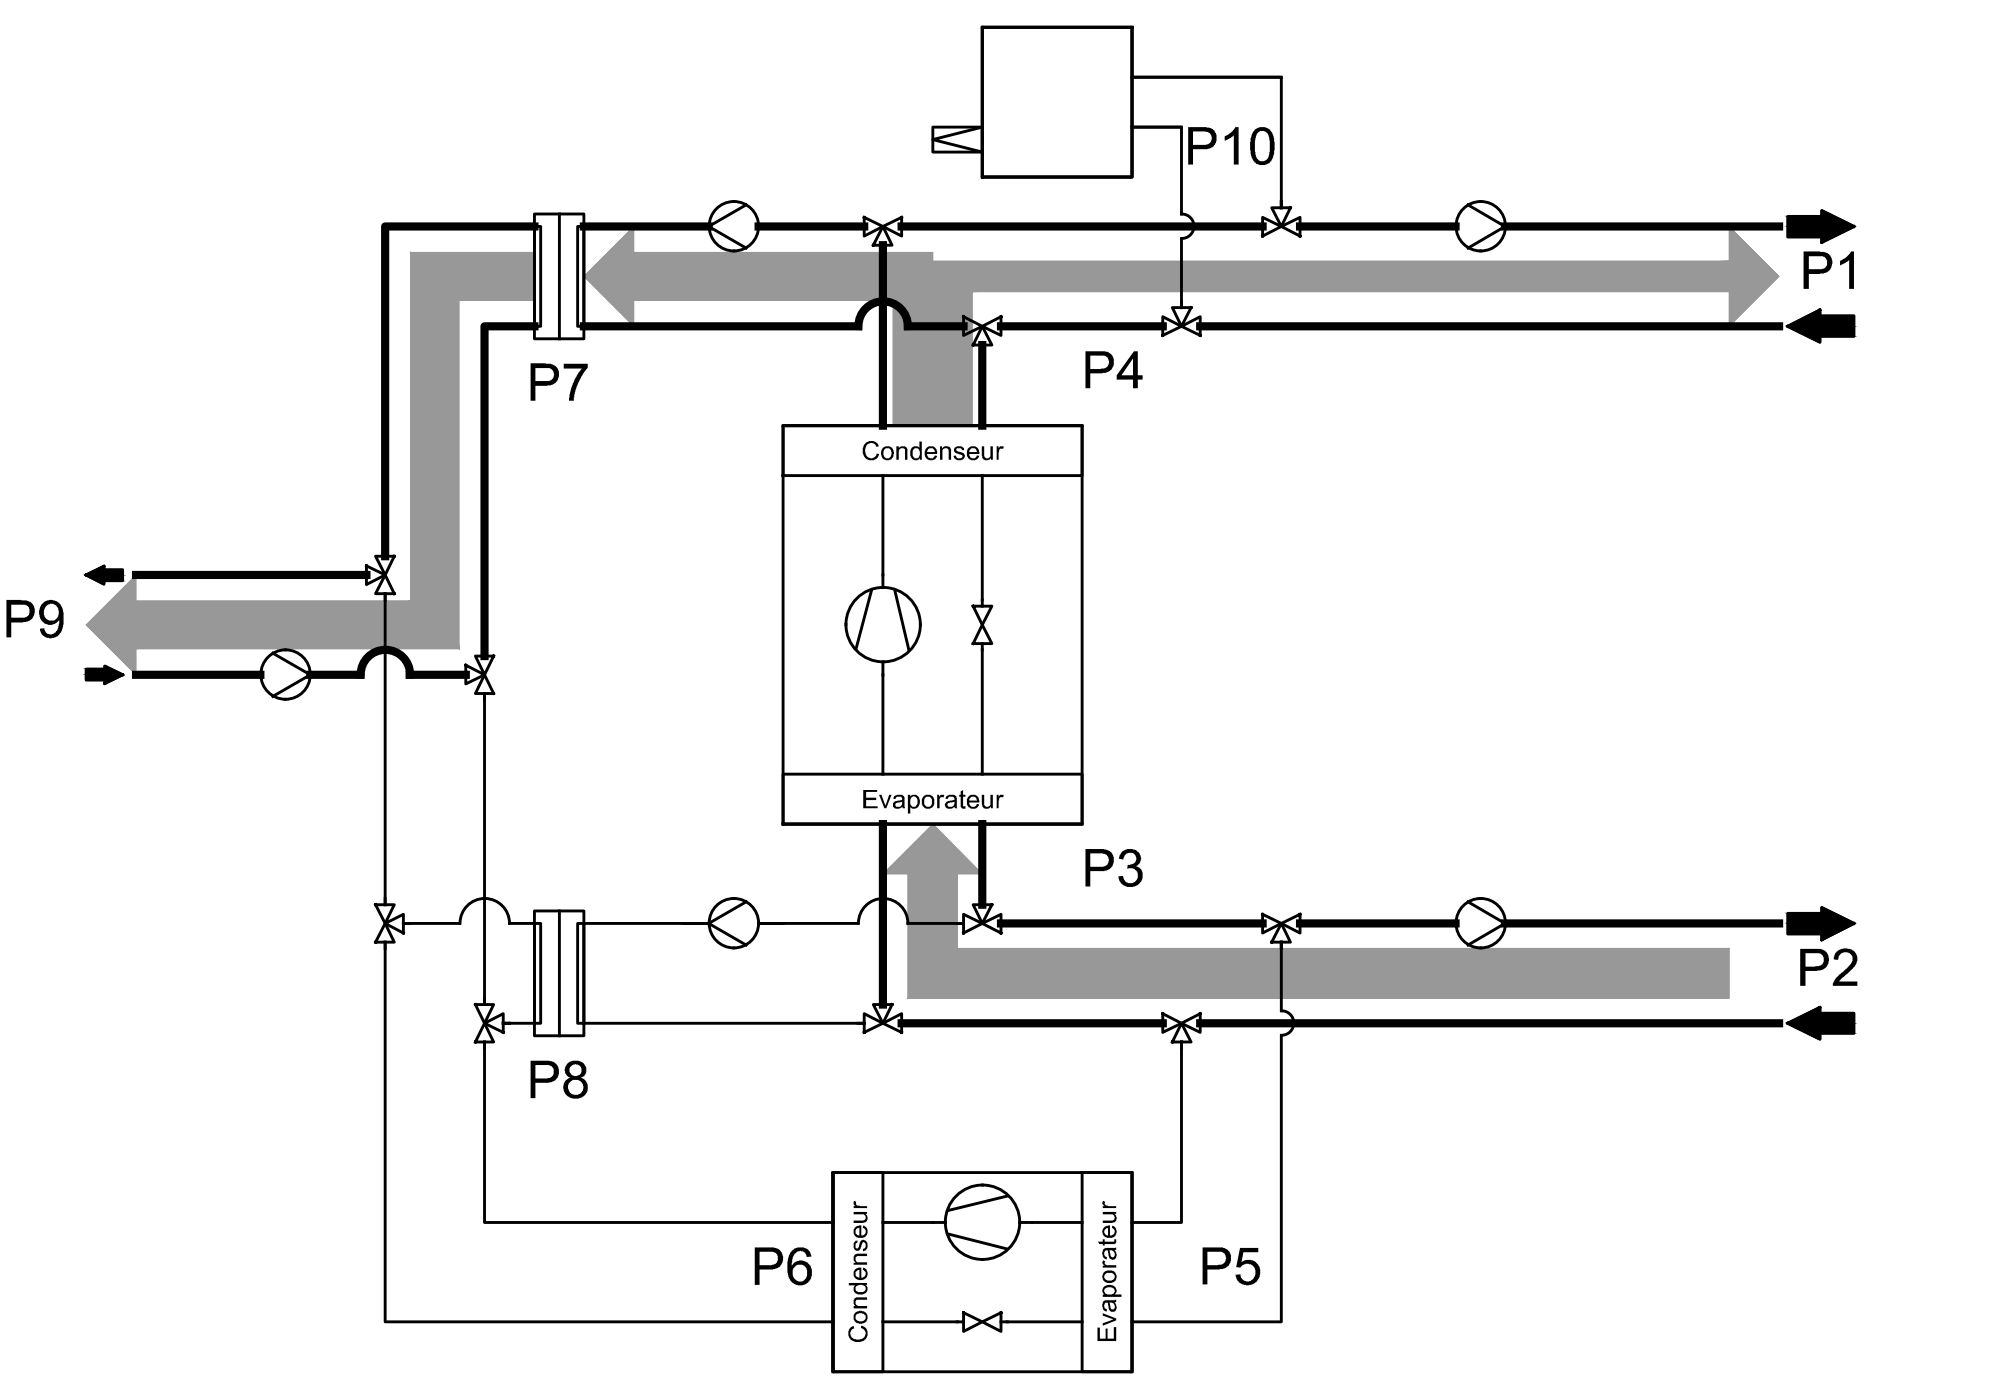 P10
P1
P7
P4
Condenseur
P9
Evaporateur
P3
P2
P8
P6
Condenseur
Evaporateur
P5